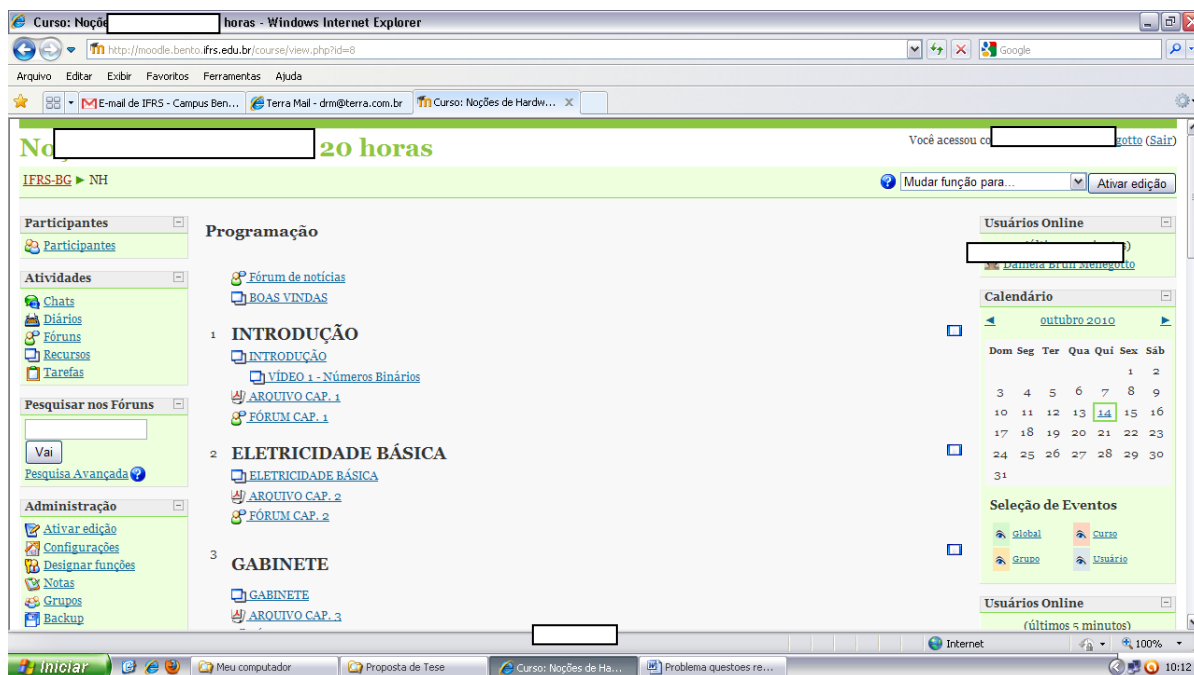 Curso: Noçõe horas - Windows Internet Explorer
http://moodle.bento.ifrs.edu.br/course/view.php?id=8
Google
Arquivo Editar Exibir Favoritos Ferramentas Ajuda
E-mail de IFRS - Campus Ben... Terra Mail - drm@terra.com.br Curso: Noções de Hardw...
20 horas
Você acessou (Sair)
IFRS-BG ► NH
Mudar função para... Ativar edição
Participantes
Participantes
Atividades
Chats
Diários
Fóruns
Recursos
Tarefas
Pesquisar nos Fóruns
Vai
Pesquisa Avançada
Administração
Ativar edição
Configurações
Designar funções
Notas
Grupos
Backup
Programação
Fórum de notícias
BOAS VINDAS
1 INTRODUÇÃO
INTRODUÇÃO
VÍDEO 1 - Números Binários
ARQUIVO CAP. 1
FÓRUM CAP. 1
2 ELETRICIDADE BÁSICA
ELETRICIDADE BÁSICA
ARQUIVO CAP. 2
FÓRUM CAP. 2
3 GABINETE
GABINETE
ARQUIVO CAP. 3
Usuários Online
Calendário
◄ outubro 2010 ►
Dom Seg Ter Qua Qui Sex Sáb
1 2
3 4 5 6 7 8 9
10 11 12 13 14 15 16
17 18 19 20 21 22 23
24 25 26 27 28 29 30
31
Seleção de Eventos
Global Curso
Grupo Usuário
Usuários Online
(últimos 5 minutos)
Internet 100%
Iniciar Meu computador Proposta de Tese Curso: Noções de Ha... Problema questoes re... 10:12